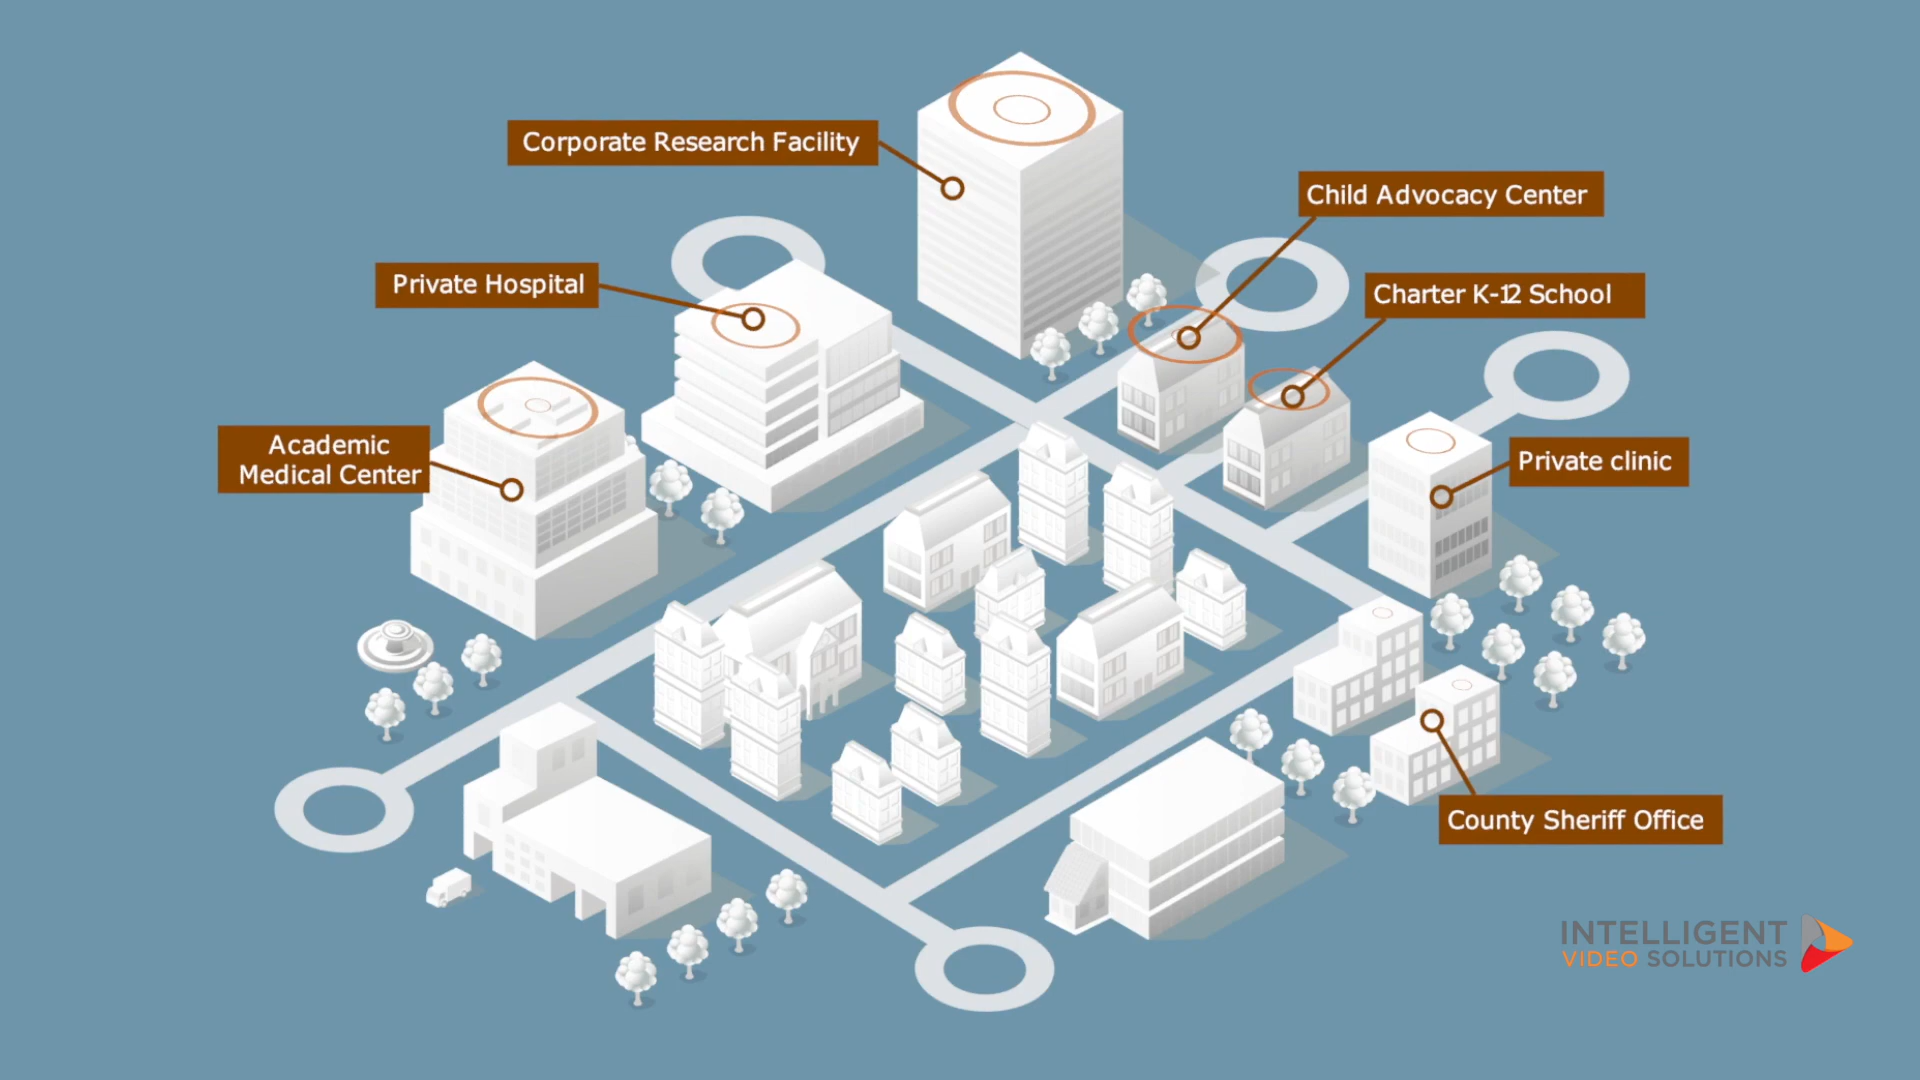 Corporate Research Facility
Child Advocacy Center
Private Hospital
Charter K-12 School
Academic
Medical Center
Private clinic
County Sheriff Office
INTELLIGENT
VIDEO SOLUTIONS